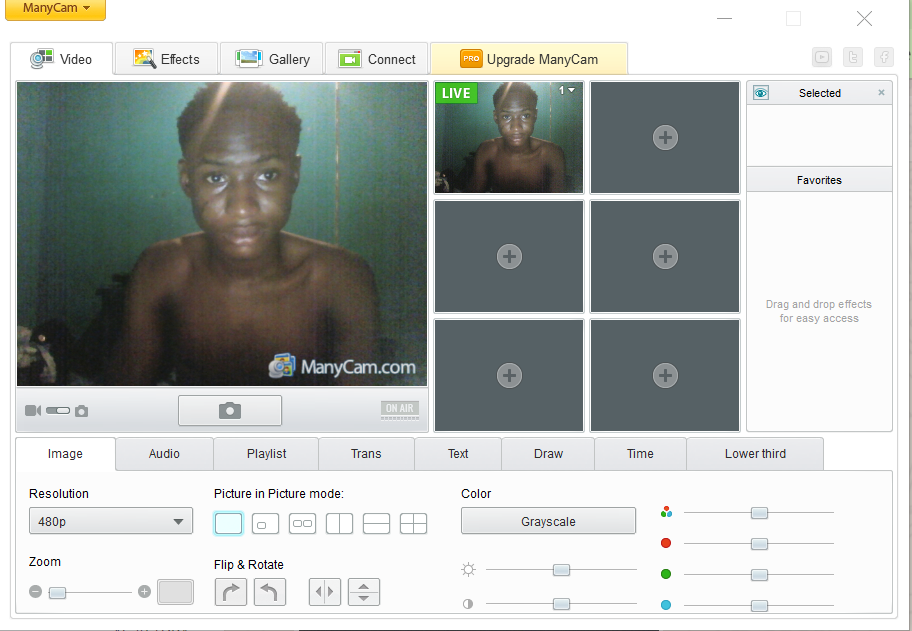 ManyCam
Video
Effects
Gallery
Connect
PRO Upgrade ManyCam
LIVE
1
Selected
Favorites
Drag and drop effects
for easy access
ManyCam.com
ON AIR
Image
Audio
Playlist
Trans
Text
Draw
Time
Lower third
Resolution
480p
Picture in Picture mode:
Color
Grayscale
Zoom
Flip & Rotate